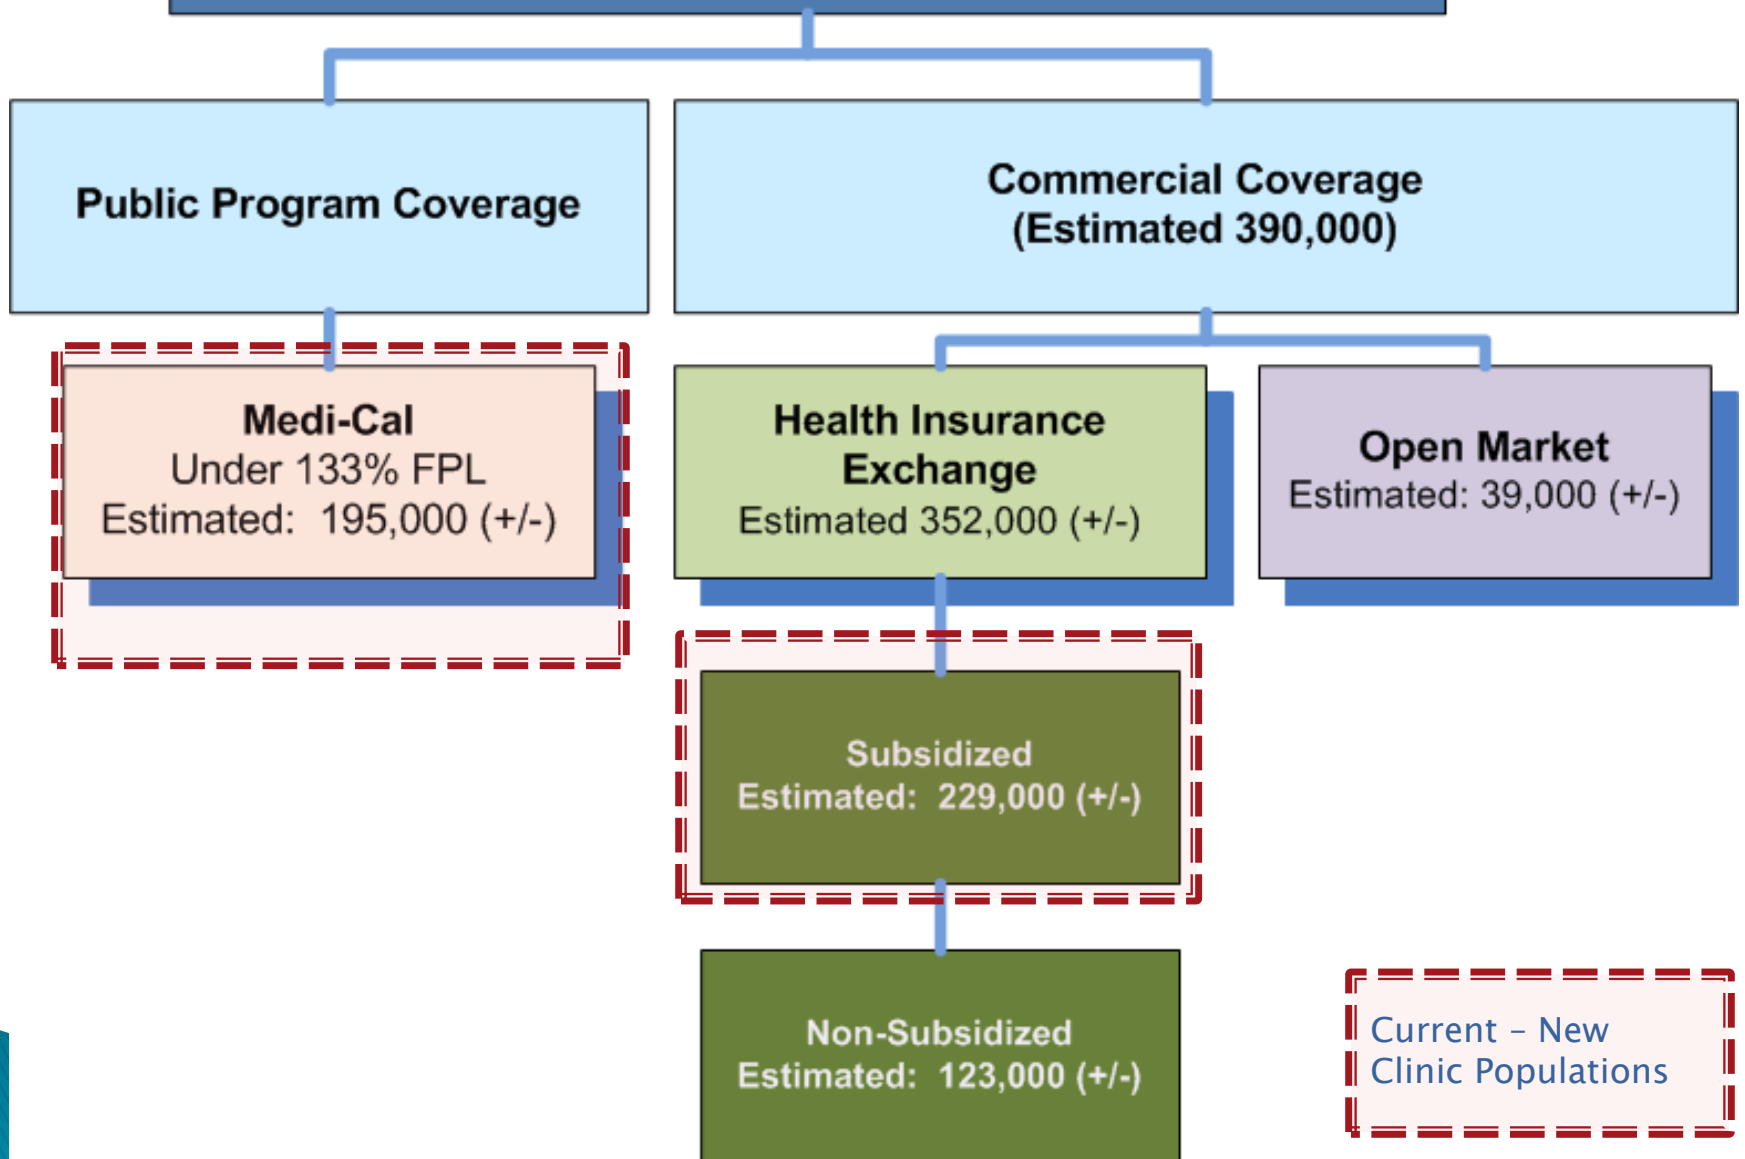 Public Program Coverage
Commercial Coverage
(Estimated 390,000)
Medi-Cal
Under 133% FPL
Estimated:  195,000 (+/-)
Health Insurance
Exchange
Estimated 352,000 (+/-)
Open Market
Estimated: 39,000 (+/-)
Subsidized
Estimated:  229,000 (+/-)
Non-Subsidized
Estimated:  123,000 (+/-)
Current – New
Clinic Populations